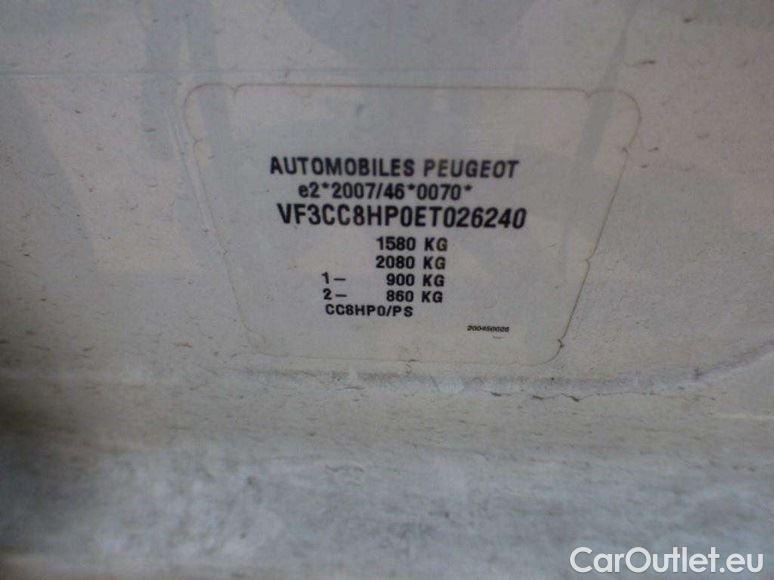 AUTOMOBILES PEUGEOT
e2*2007/46*0070*
VF3CC8HP0ET026240
1580 KG
2080 KG
1– 900 KG
2– 860 KG
CC8HP0/PS
CarOutlet.eu